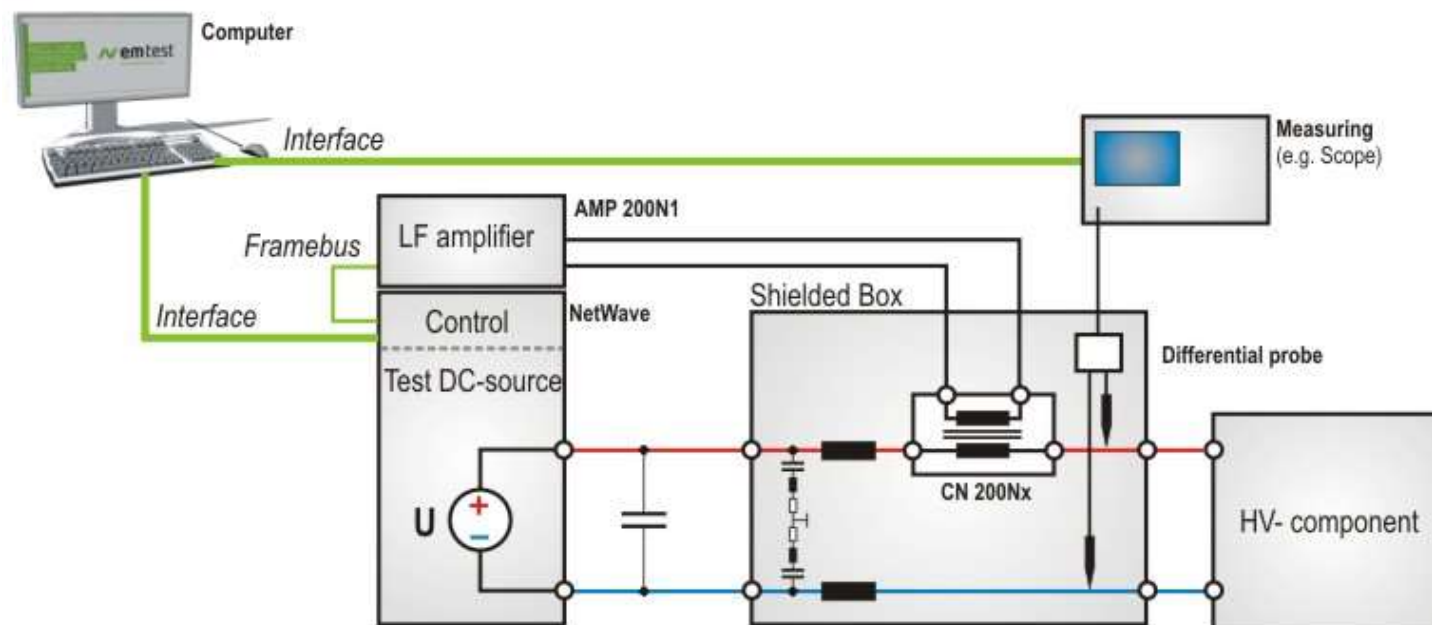 Computer
emtest
Interface
Measuring
(e.g. Scope)
AMP 200N1
LF amplifier
Framebus
Shielded Box
Interface
Control
NetWave
Differential probe
Test DC-source
CN 200Nx
U
+
−
HV- component